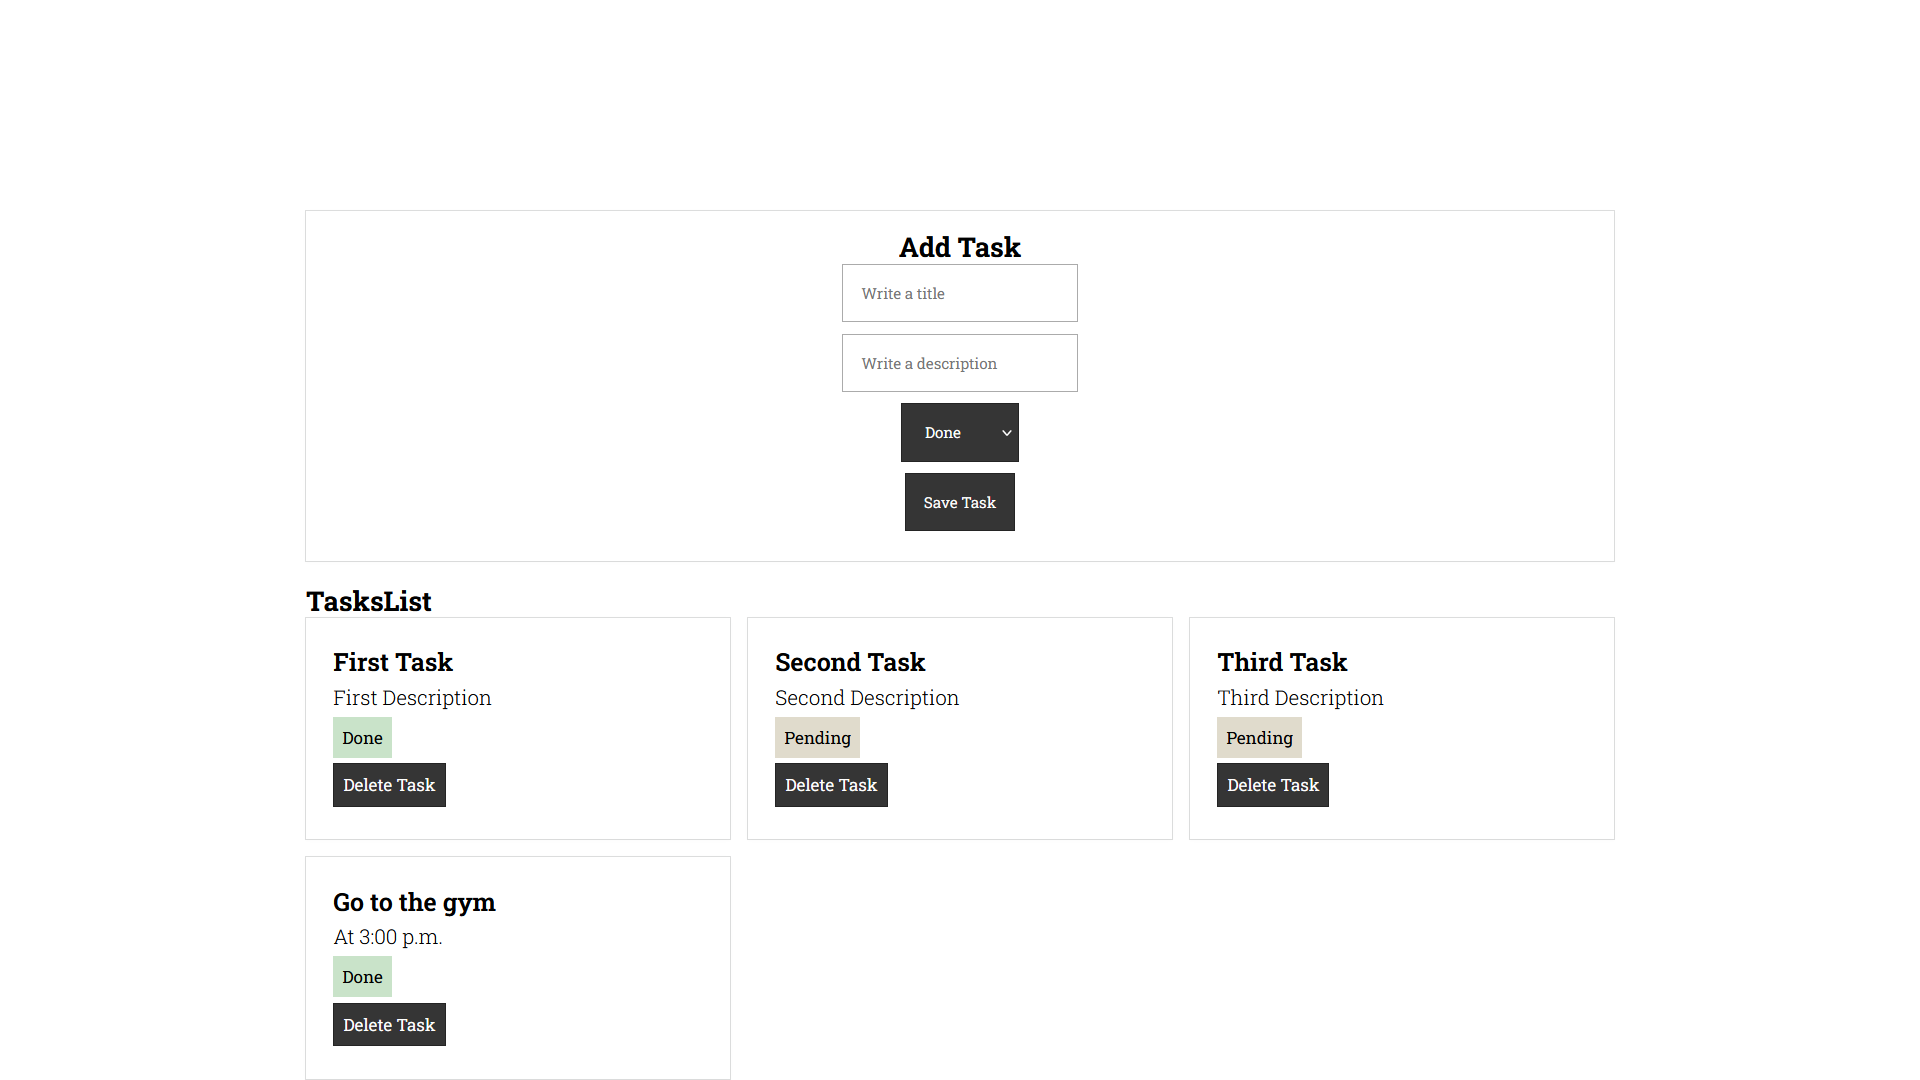 Add Task
Write a title
Write a description
Done
Save Task
TasksList
First Task
First Description
Done
Delete Task
Second Task
Second Description
Pending
Delete Task
Third Task
Third Description
Pending
Delete Task
Go to the gym
At 3:00 p.m.
Done
Delete Task